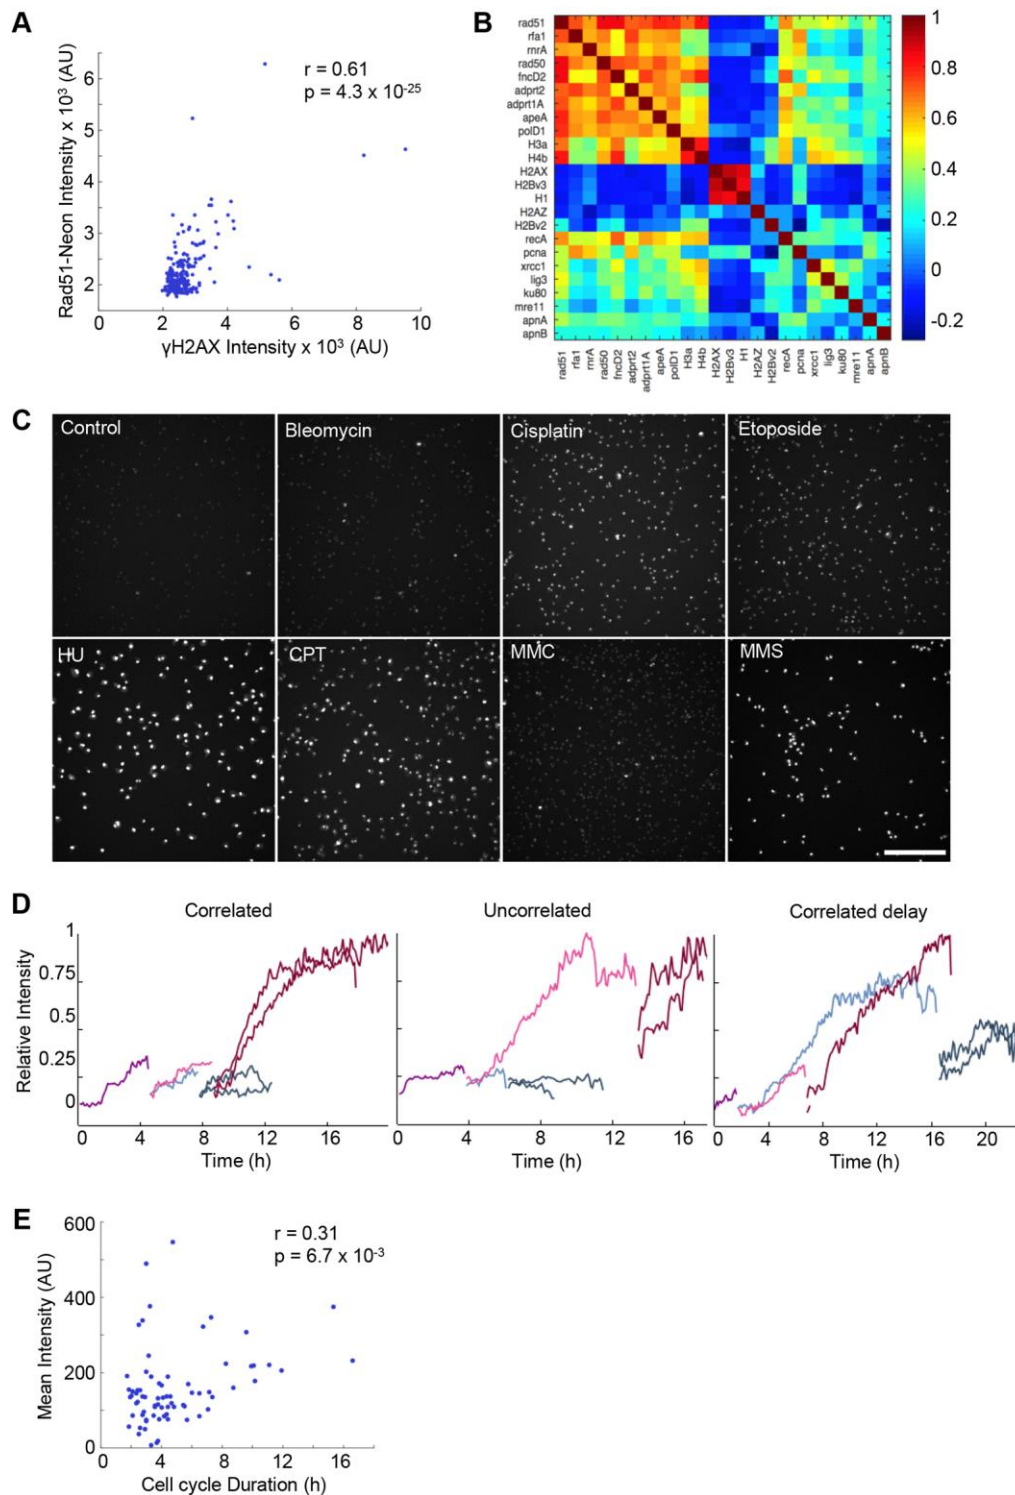 A
r = 0.61
p = 4.3 x 10⁻²⁵
Rad51-Neon Intensity x 10³ (AU)
6
5
4
3
2
0 2 4 6 8 10
γH2AX Intensity x 10³ (AU)
B
rad51
rfa1
rnrA
rad50
fncD2
adprt2
adprt1A
apeA
polD1
H3a
H4b
H2AX
H2Bv3
H1
H2AZ
H2Bv2
recA
pcna
xrcc1
lig3
ku80
mre11
apnA
apnB
rad51 rfa1 rnrA rad50 fncD2 adprt2 adprt1A apeA polD1 H3a H4b H2AX H2Bv3 H1 H2AZ H2Bv2 recA pcna xrcc1 lig3 ku80 mre11 apnA apnB
1
0.8
0.6
0.4
0.2
0
-0.2
C
Control Bleomycin Cisplatin Etoposide
HU CPT MMC MMS
D
Correlated Uncorrelated Correlated delay
Relative Intensity
1
0.75
0.5
0.25
0
0 4 8 12 16
Time (h)
0 4 8 12 16
Time (h)
0 4 8 12 16 20
Time (h)
E
r = 0.31
p = 6.7 x 10⁻³
Mean Intensity (AU)
600
400
200
0
0 4 8 12 16
Cell cycle Duration (h)